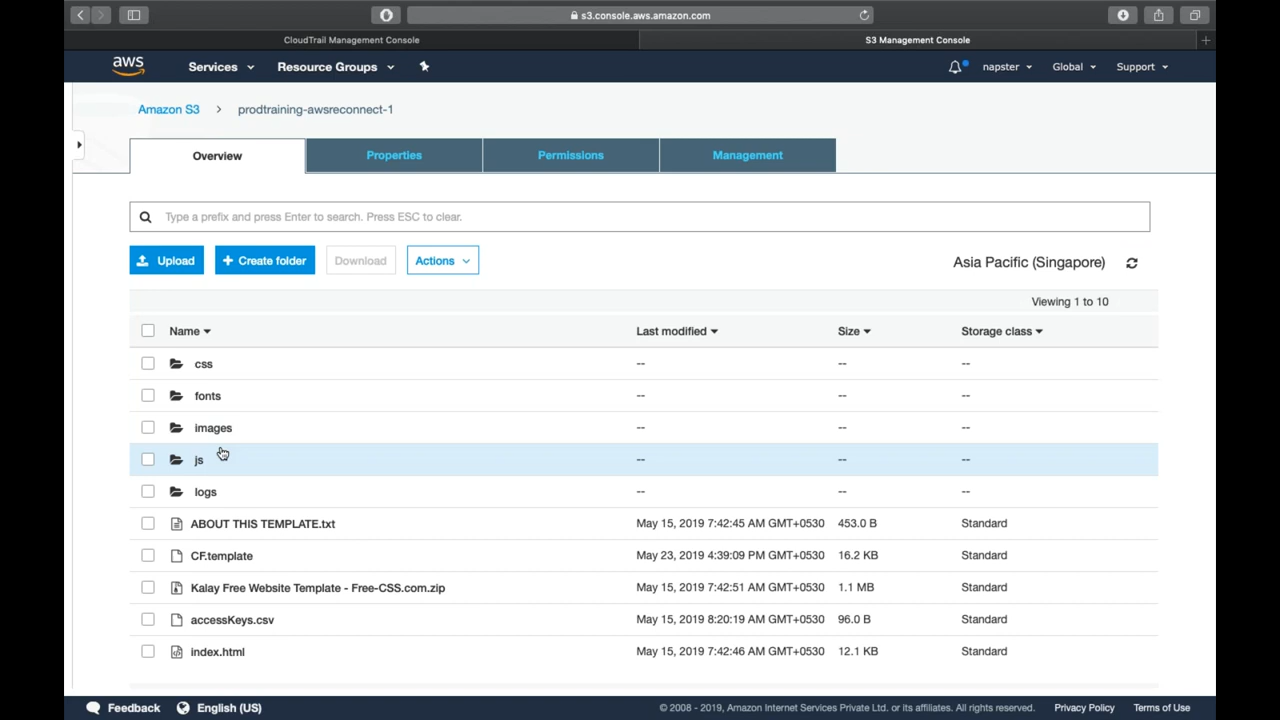 s3.console.aws.amazon.com
CloudTrail Management Console
S3 Management Console
aws
Services
Resource Groups
napster
Global
Support
Amazon S3 > prodtraining-awsreconnect-1
Overview
Properties
Permissions
Management
Type a prefix and press Enter to search. Press ESC to clear.
Upload
+ Create folder
Download
Actions
Asia Pacific (Singapore)
Viewing 1 to 10
Name Last modified Size Storage class
css -- -- --
fonts -- -- --
images -- -- --
js -- -- --
logs -- -- --
ABOUT THIS TEMPLATE.txt May 15, 2019 7:42:45 AM GMT+0530 453.0 B Standard
CF.template May 23, 2019 4:39:09 PM GMT+0530 16.2 KB Standard
Kalay Free Website Template - Free-CSS.com.zip May 15, 2019 7:42:51 AM GMT+0530 1.1 MB Standard
accessKeys.csv May 15, 2019 8:20:19 AM GMT+0530 96.0 B Standard
index.html May 15, 2019 7:42:46 AM GMT+0530 12.1 KB Standard
Feedback
English (US)
© 2008 - 2019, Amazon Internet Services Private Ltd. or its affiliates. All rights reserved.
Privacy Policy
Terms of Use